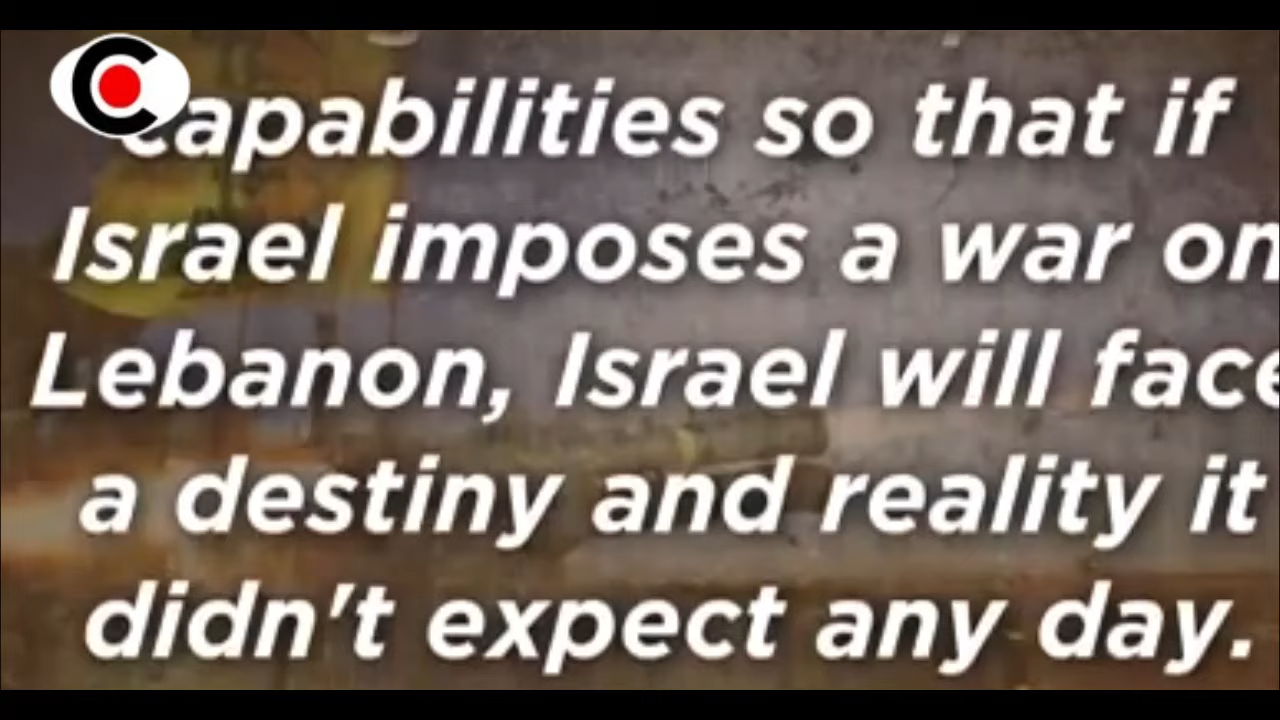 capabilities so that if
Israel imposes a war on
Lebanon, Israel will face
a destiny and reality it
didn't expect any day.